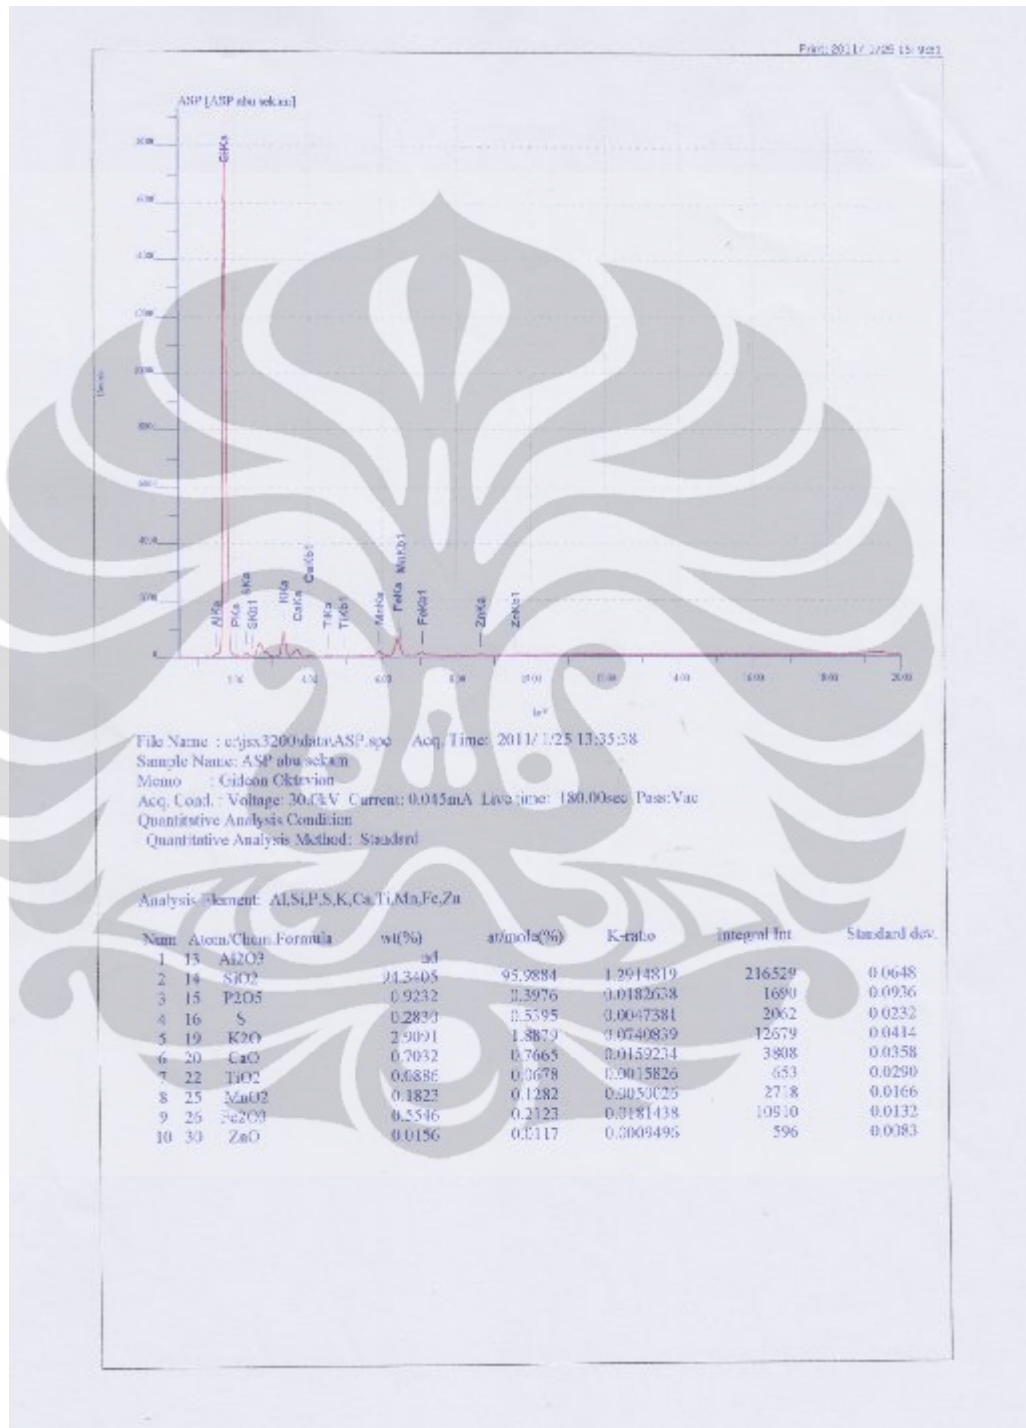 Print: 2011/ 1/25
ASP [ASP abu sekam]
SiKa
AlKa
PKa
SKa
SKb1
KKa
CaKa
CaKb1
TiKa
TiKb1
MnKa
FeKa
MnKb1
FeKb1
ZnKa
ZnKb1
keV
File Name : c:\jsx3200\data\ASP.spc Acq. Time: 2011/ 1/25 13:35:38
Sample Name: ASP abu sekam
Memo : Gideon Oktavion
Acq. Cond. : Voltage: 30.0kV Current: 0.045mA Live time: 180.00sec Pass:Vac
Quantitative Analysis Condition
Quantitative Analysis Method: Standard
Analysis Element: Al,Si,P,S,K,Ca,Ti,Mn,Fe,Zn
Num Atom/Chem.Formula wt(%) at/mole(%) K-ratio Integral Int Standard dev.
1 13 Al2O3 nd
2 14 SiO2 94.3405 95.9884 1.2914819 216529 0.0648
3 15 P2O5 0.9232 0.3976 0.0182638 1690 0.0936
4 16 S 0.2830 0.5395 0.0047381 2062 0.0232
5 19 K2O 2.9091 1.8879 0.0740839 12679 0.0414
6 20 CaO 0.7032 0.7665 0.0159234 3808 0.0358
7 22 TiO2 0.0886 0.0678 0.0015826 653 0.0290
8 25 MnO2 0.1823 0.1282 0.0050026 2718 0.0166
9 26 Fe2O3 0.5546 0.2123 0.0181438 10910 0.0132
10 30 ZnO 0.0156 0.0117 0.0009496 596 0.0083